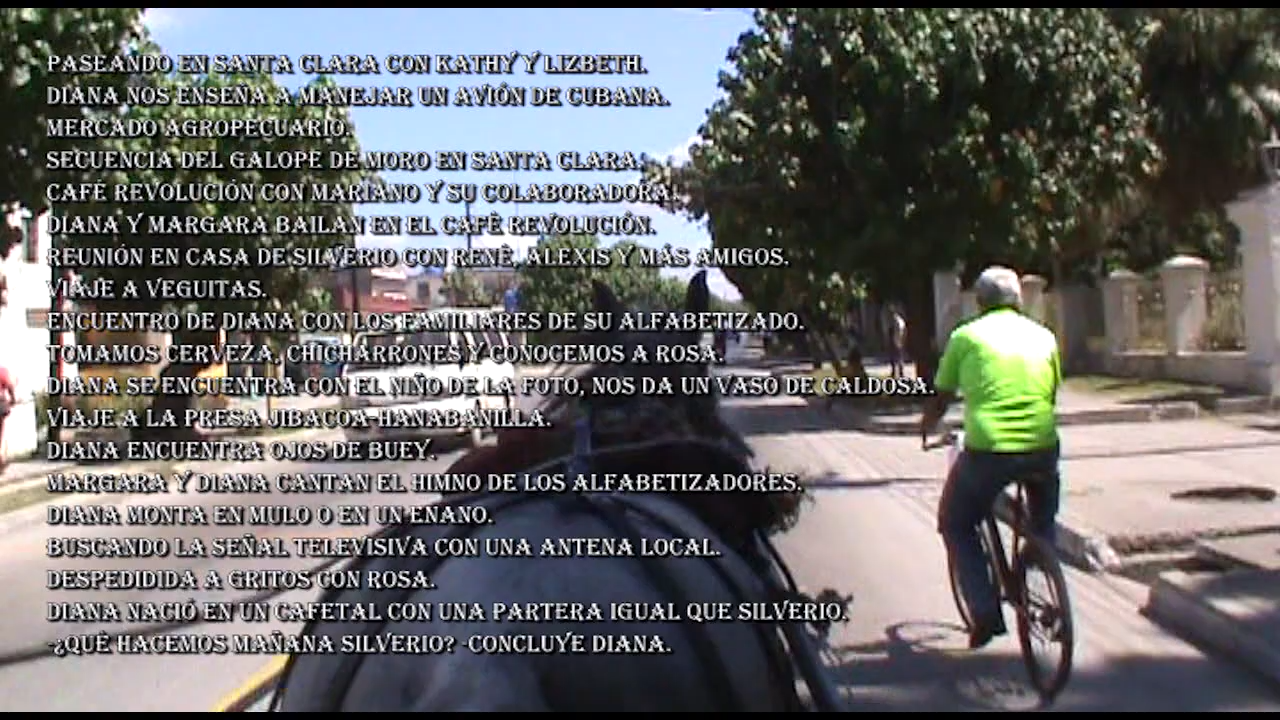 PASEANDO EN SANTA CLARA CON KATHY Y LIZBETH.
DIANA NOS ENSEÑA A MANEJAR UN AVIÓN DE CUBANA.
MERCADO AGROPECUARIO.
SECUENCIA DEL GALOPE DE MORO EN SANTA CLARA.
CAFÉ REVOLUCIÓN CON MARIANO Y SU COLABORADORA.
DIANA Y MARGARA BAILAN EN EL CAFÉ REVOLUCIÓN.
REUNIÓN EN CASA DE SILVERIO CON RENÉ, ALEXIS Y MÁS AMIGOS.
VIAJE A VEGUITAS.
ENCUENTRO DE DIANA CON LOS FAMILIARES DE SU ALFABETIZADO.
TOMAMOS CERVEZA, CHICHARRONES Y CONOCEMOS A ROSA.
DIANA SE ENCUENTRA CON EL NIÑO DE LA FOTO, NOS DA UN VASO DE CALDOSA.
VIAJE A LA PRESA JIBACOA-HANABANILLA.
DIANA ENCUENTRA OJOS DE BUEY.
MARGARA Y DIANA CANTAN EL HIMNO DE LOS ALFABETIZADORES.
DIANA MONTA EN MULO O EN UN ENANO.
BUSCANDO LA SEÑAL TELEVISIVA CON UNA ANTENA LOCAL.
DESPEDIDIDA A GRITOS CON ROSA.
DIANA NACIÓ EN UN CAFETAL CON UNA PARTERA IGUAL QUE SILVERIO.
-¿QUÉ HACEMOS MAÑANA SILVERIO? -CONCLUYE DIANA.